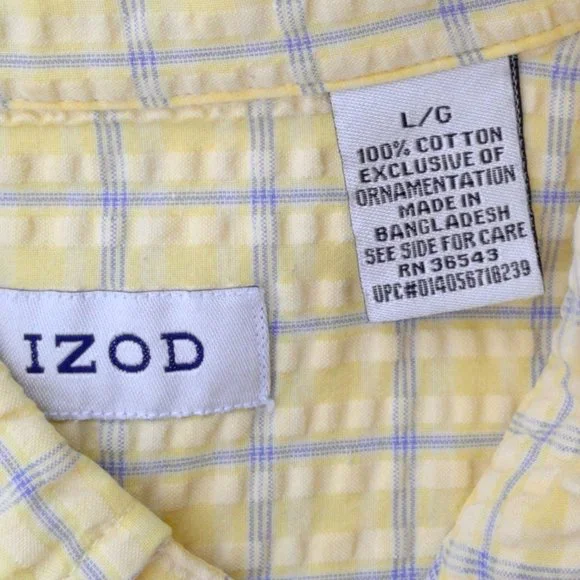 L/G
100% COTTON
EXCLUSIVE OF
ORNAMENTATION
MADE IN
BANGLADESH
SEE SIDE FOR CARE
RN 36543
UPC#014056718239
IZOD